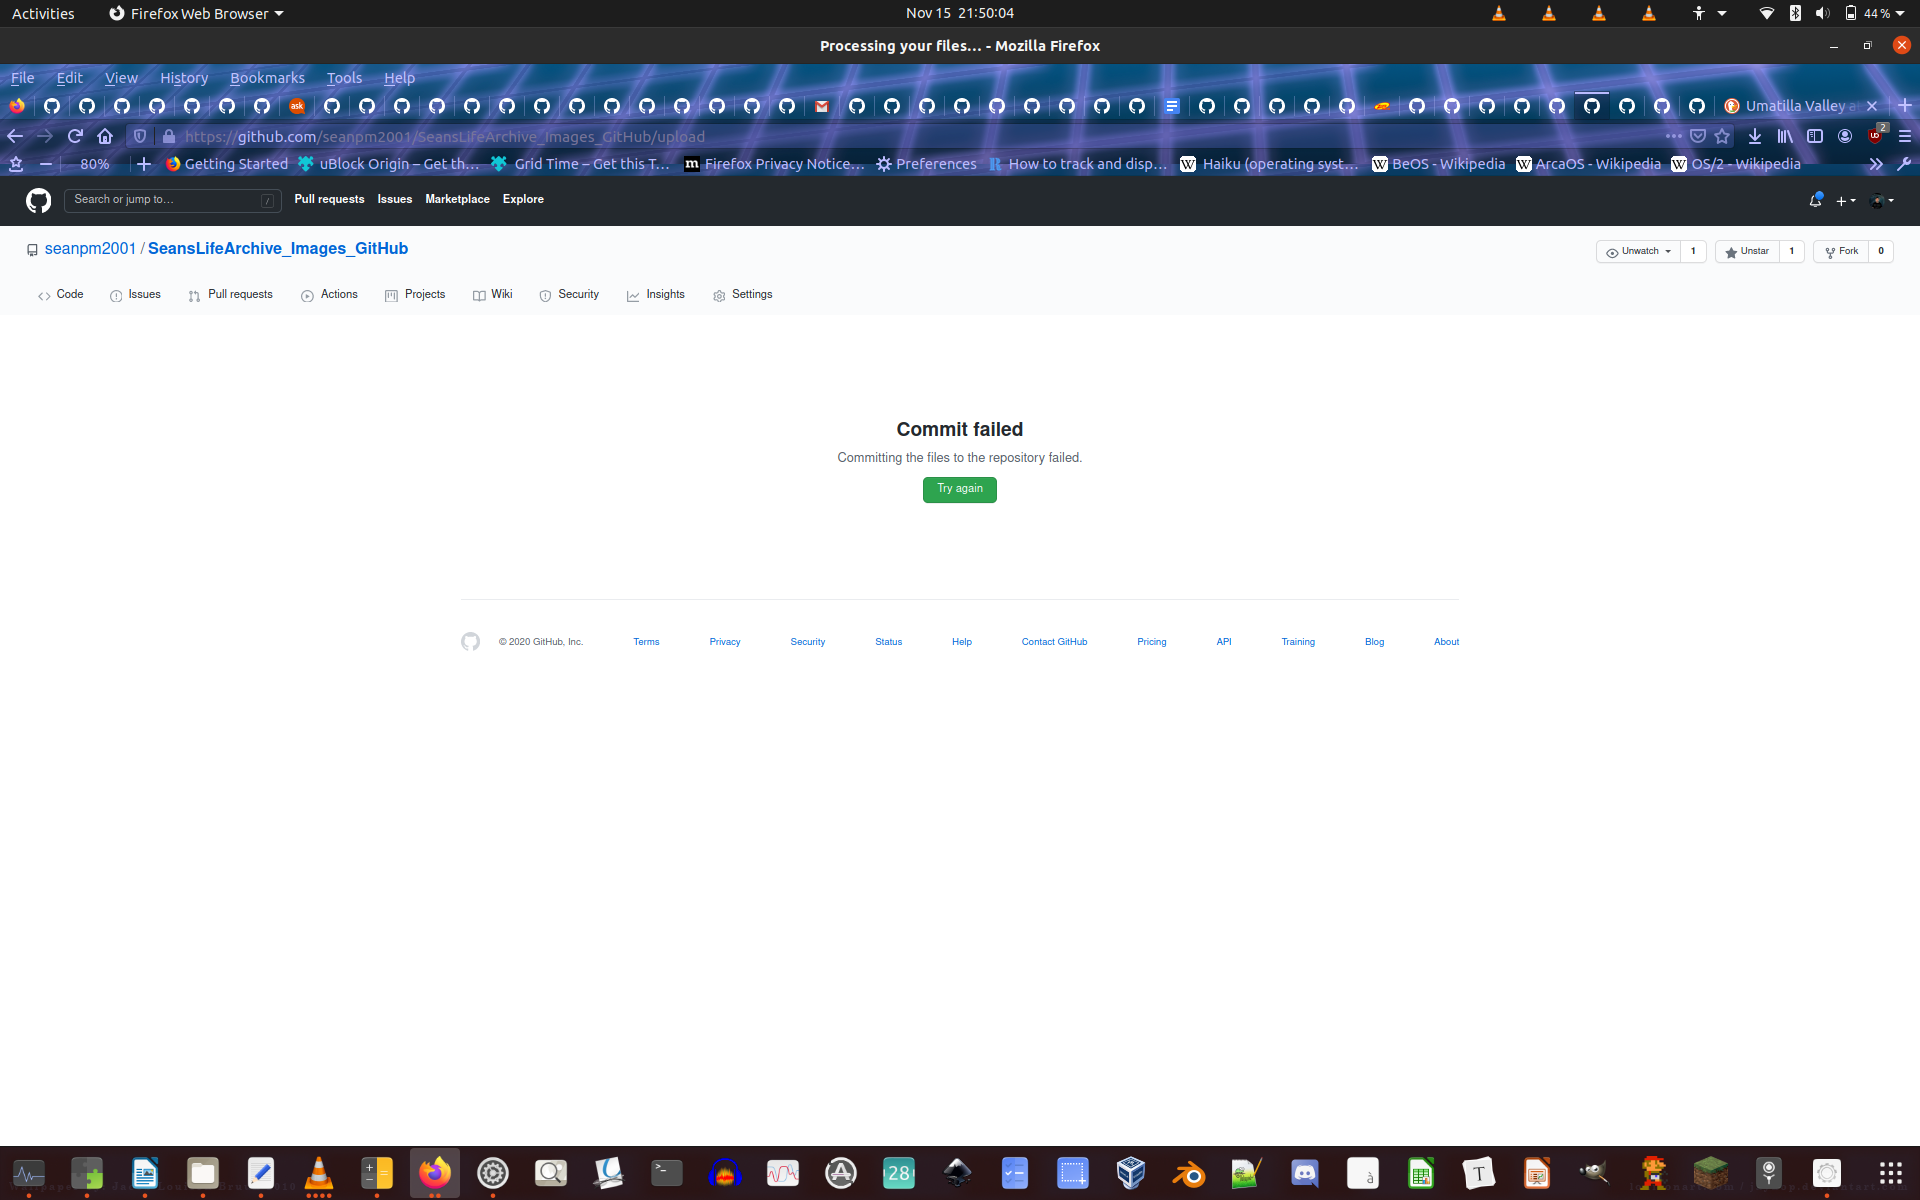 Activities Firefox Web Browser Nov 15 21:50:04 44 %
Processing your files… - Mozilla Firefox
File Edit View History Bookmarks Tools Help
ask Umatilla Valley a
https://github.com/seanpm2001/SeansLifeArchive_Images_GitHub/upload 2
80% Getting Started uBlock Origin – Get th… Grid Time – Get this T… m Firefox Privacy Notice… Preferences R How to track and disp… W Haiku (operating syst… W BeOS - Wikipedia W ArcaOS - Wikipedia W OS/2 - Wikipedia
Search or jump to… / Pull requests Issues Marketplace Explore
seanpm2001 / SeansLifeArchive_Images_GitHub Unwatch 1 Unstar 1 Fork 0
Code Issues Pull requests Actions Projects Wiki Security Insights Settings
Commit failed
Committing the files to the repository failed.
Try again
© 2020 GitHub, Inc. Terms Privacy Security Status Help Contact GitHub Pricing API Training Blog About
28 à T